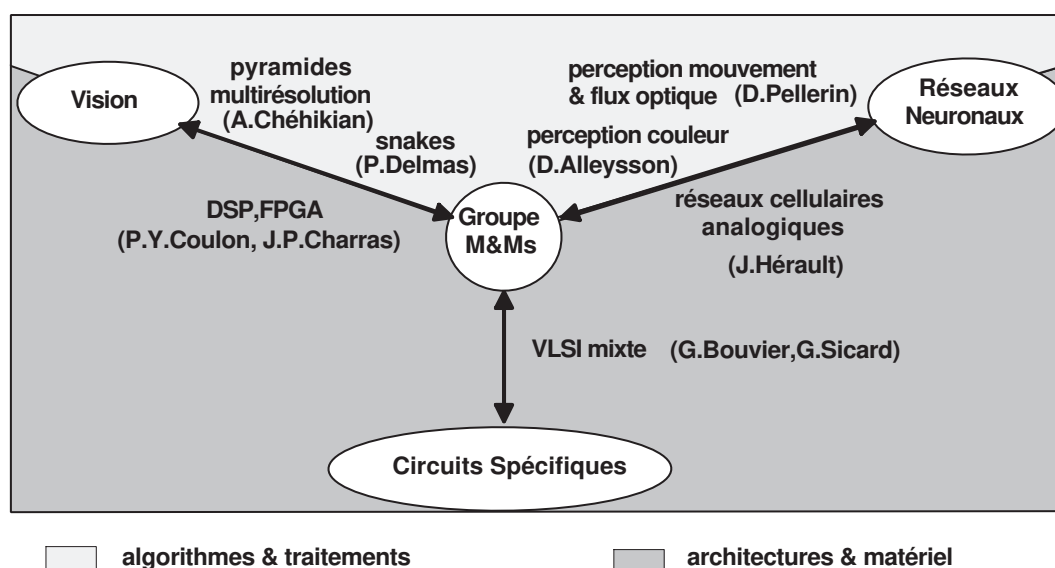 Vision
pyramides
multirésolution
(A.Chéhikian)
snakes
(P.Delmas)
perception mouvement
& flux optique (D.Pellerin)
perception couleur
(D.Alleysson)
Réseaux
Neuronaux
DSP,FPGA
(P.Y.Coulon, J.P.Charras)
Groupe
M&Ms
réseaux cellulaires
analogiques
(J.Hérault)
VLSI mixte (G.Bouvier,G.Sicard)
Circuits Spécifiques
algorithmes & traitements
architectures & matériel